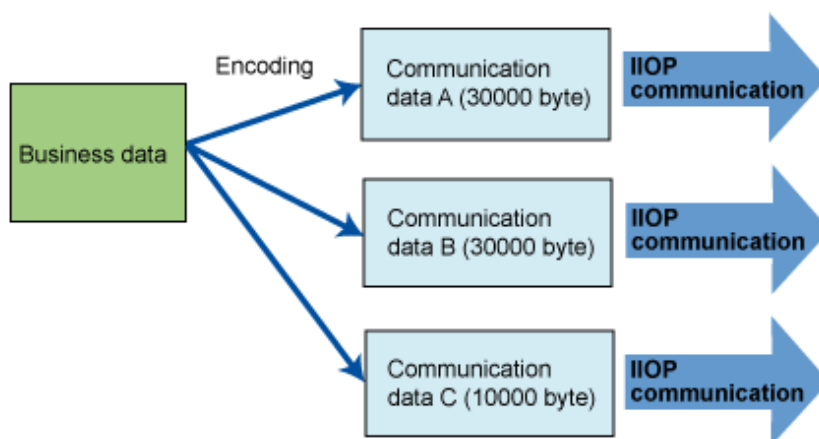 Encoding
Business data
Communication
data A (30000 byte)
IIOP
communication
Communication
data B (30000 byte)
IIOP
communication
Communication
data C (10000 byte)
IIOP
communication